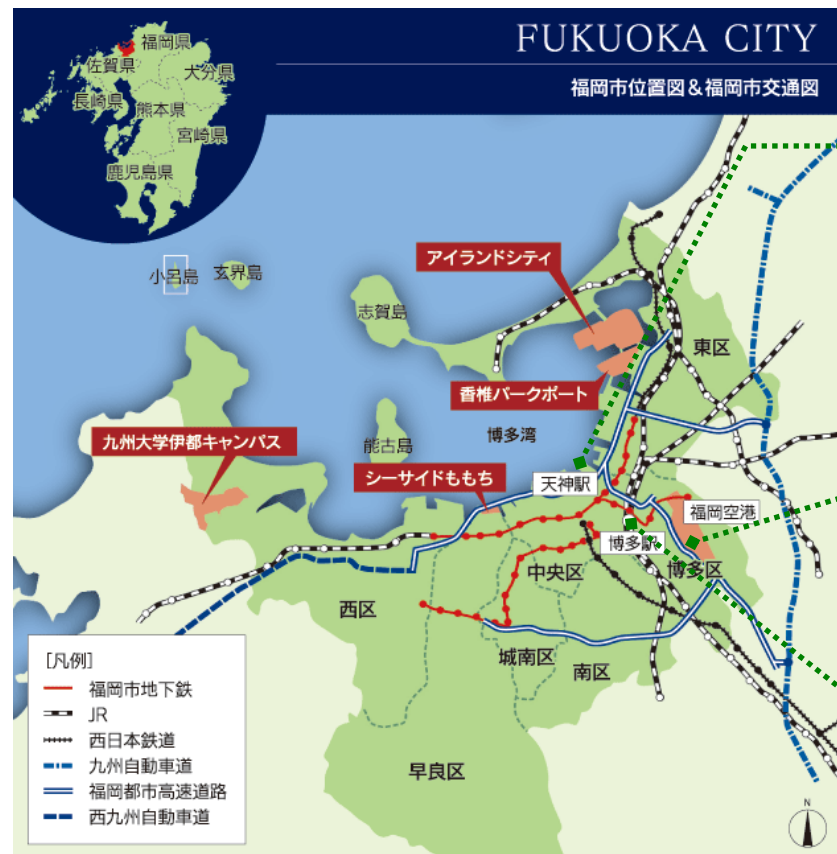 FUKUOKA CITY
福岡市位置図&福岡市交通図
福岡県
佐賀県
大分県
長崎県
熊本県
宮崎県
鹿児島県
小呂島
玄界島
アイランドシティ
志賀島
東区
香椎パークポート
九州大学伊都キャンパス
能古島
博多湾
シーサイドももち
天神駅
福岡空港
博多駅
中央区
博多区
西区
城南区
南区
早良区
[凡例]
福岡市地下鉄
JR
西日本鉄道
九州自動車道
福岡都市高速道路
西九州自動車道
N